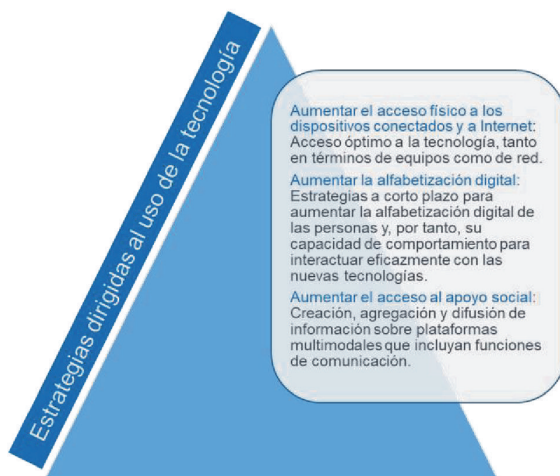 Estrategias dirigidas al uso de la tecnología
Aumentar el acceso físico a los
dispositivos conectados y a Internet:
Acceso óptimo a la tecnología, tanto
en términos de equipos como de red.
Aumentar la alfabetización digital:
Estrategias a corto plazo para
aumentar la alfabetización digital de
las personas y, por tanto, su
capacidad de comportamiento para
interactuar eficazmente con las
nuevas tecnologías.
Aumentar el acceso al apoyo social:
Creación, agregación y difusión de
información sobre plataformas
multimodales que incluyan funciones
de comunicación.